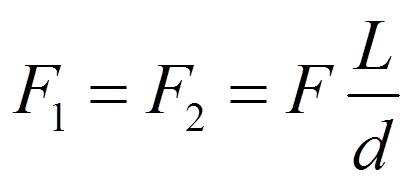 F₁ = F₂ = F L/d